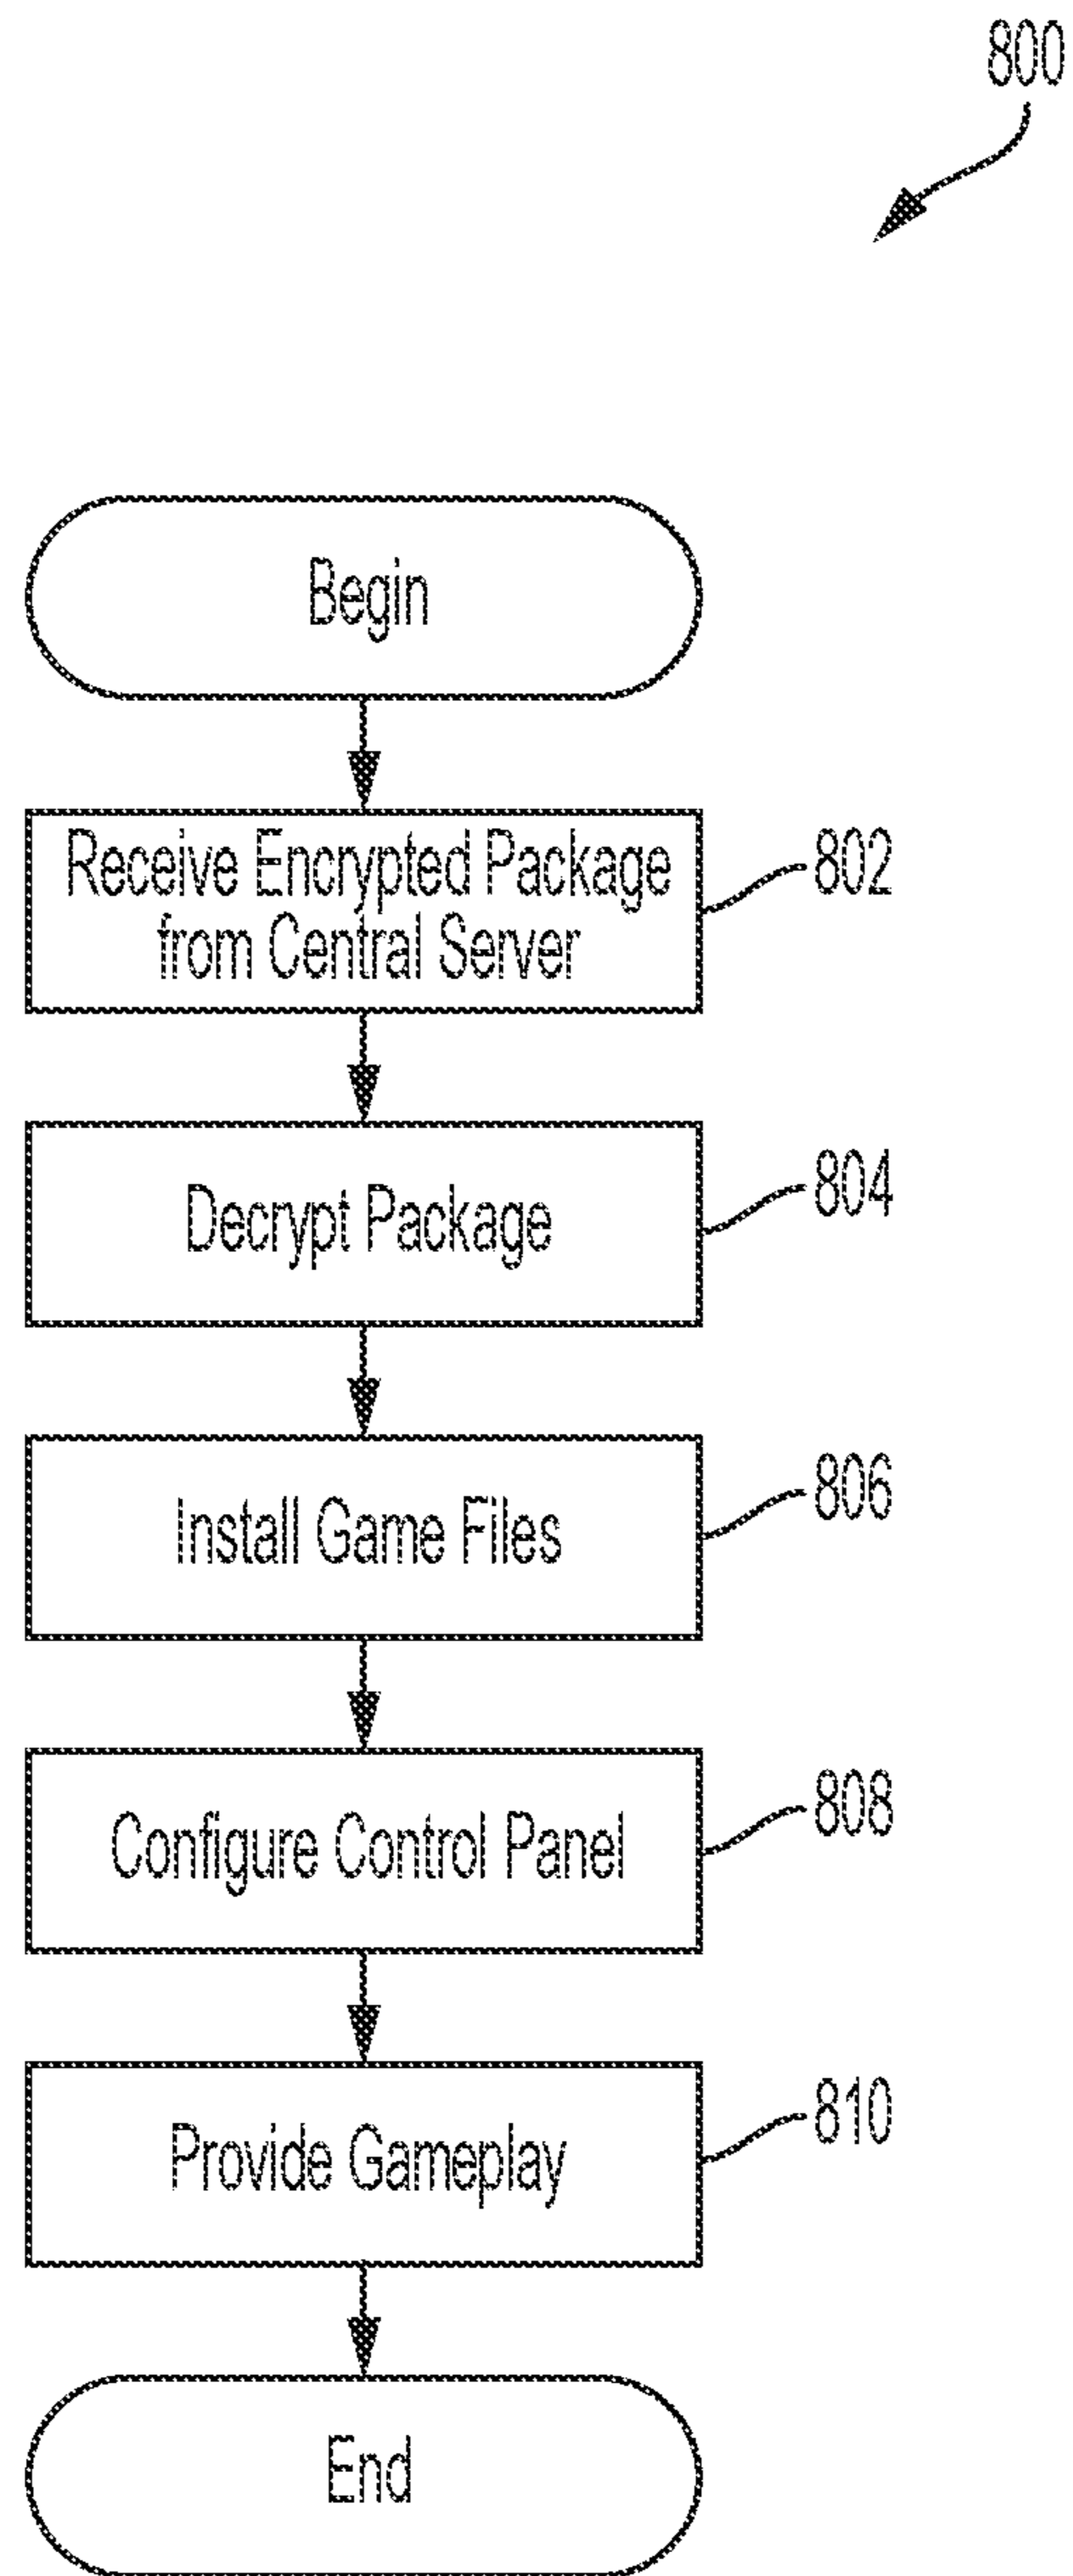 800
Begin
Receive Encrypted Package
from Central Server
802
Decrypt Package
804
Install Game Files
806
Configure Control Panel
808
Provide Gameplay
810
End